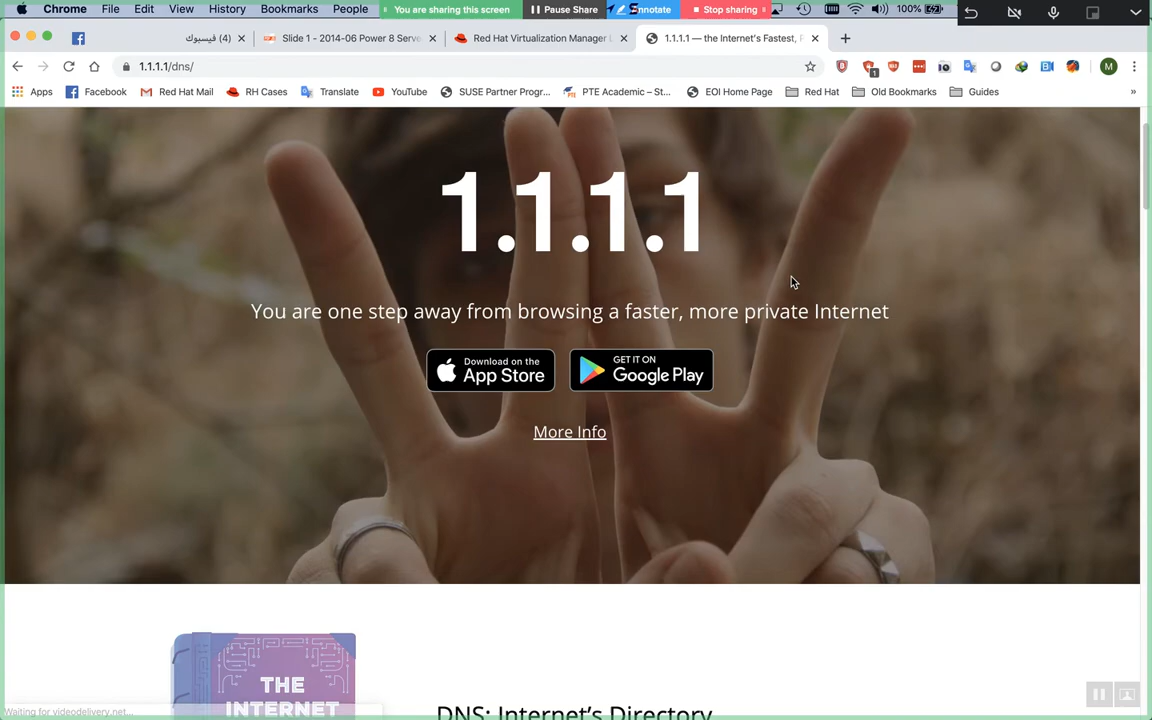 Chrome File Edit View History Bookmarks People You are sharing this screen Pause Share Annotate Stop sharing 100%
(4) فيسبوك Slide 1 - 2014-06 Power 8 Serve Red Hat Virtualization Manager 1.1.1.1 — the Internet's Fastest,
1.1.1.1/dns/ 1 M
Apps Facebook Red Hat Mail RH Cases Translate YouTube SUSE Partner Progr... PTE Academic – St... EOI Home Page Red Hat Old Bookmarks Guides »
1.1.1.1
You are one step away from browsing a faster, more private Internet
Download on the App Store
GET IT ON Google Play
More Info
THE
INTERNET
DNS: Internet's Directory
Waiting for videodelivery.net...